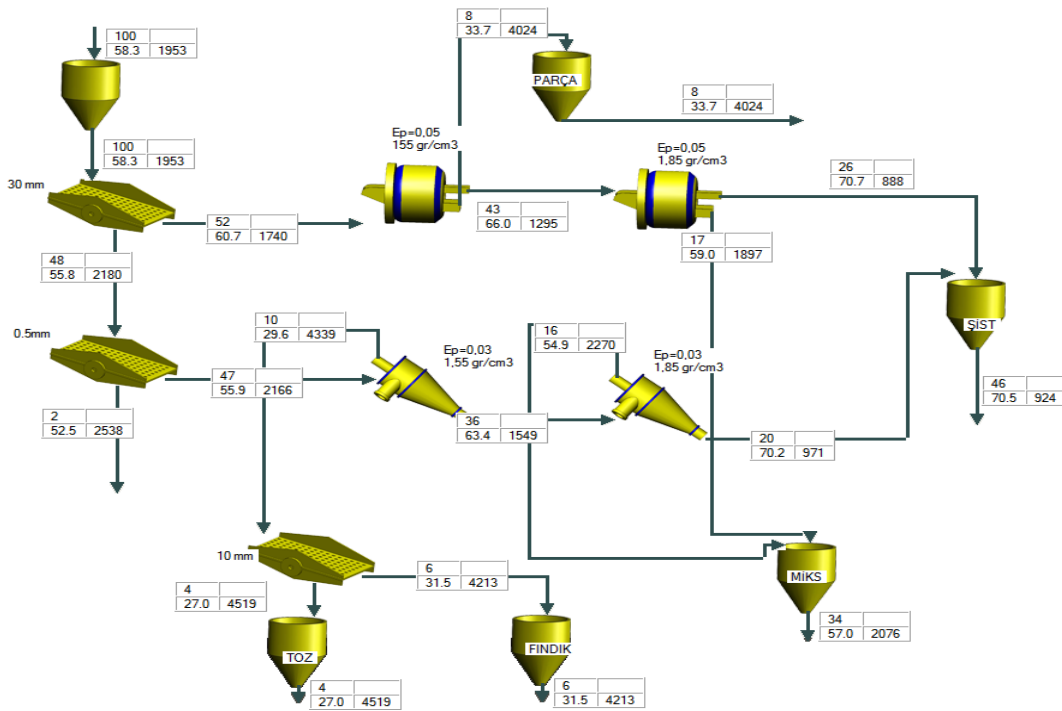 100
58.3 1953
8
33.7 4024
PARÇA
8
33.7 4024
100
58.3 1953
Ep=0,05
155 gr/cm3
Ep=0,05
1,85 gr/cm3
26
70.7 888
30 mm
52
60.7 1740
43
66.0 1295
17
59.0 1897
48
55.8 2180
ŞİST
10
29.6 4339
16
54.9 2270
0.5mm
Ep=0,03
1,55 gr/cm3
Ep=0,03
1,85 gr/cm3
47
55.9 2166
46
70.5 924
2
52.5 2538
36
63.4 1549
20
70.2 971
10 mm
6
31.5 4213
MİKS
4
27.0 4519
34
57.0 2076
TOZ
FINDIK
4
27.0 4519
6
31.5 4213